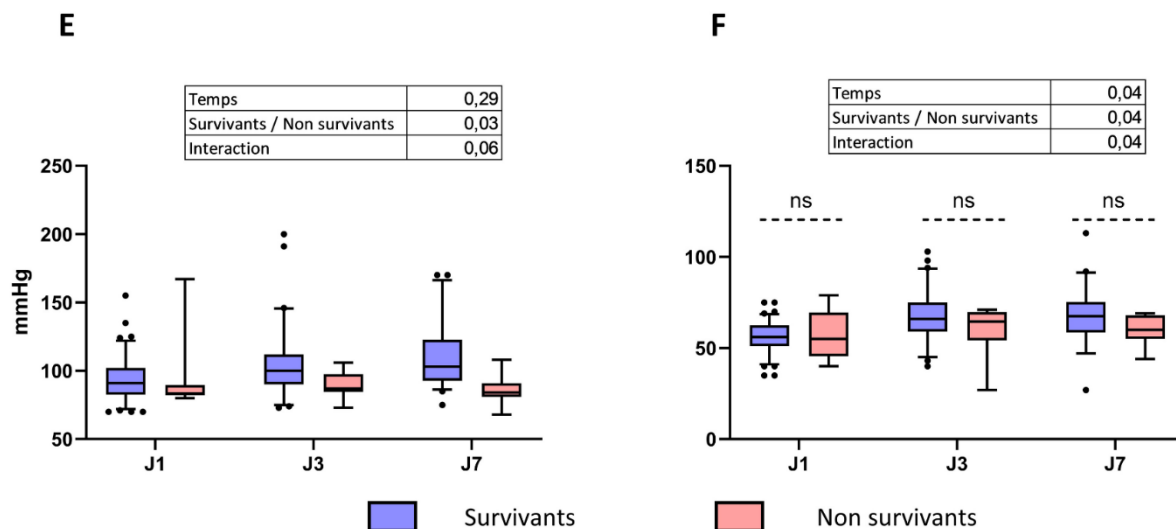 E
F
Temps 0,29
Survivants / Non survivants 0,03
Interaction 0,06
Temps 0,04
Survivants / Non survivants 0,04
Interaction 0,04
mmHg
250
200
150
100
50
J1 J3 J7
150
100
50
0
ns ns ns
J1 J3 J7
Survivants Non survivants